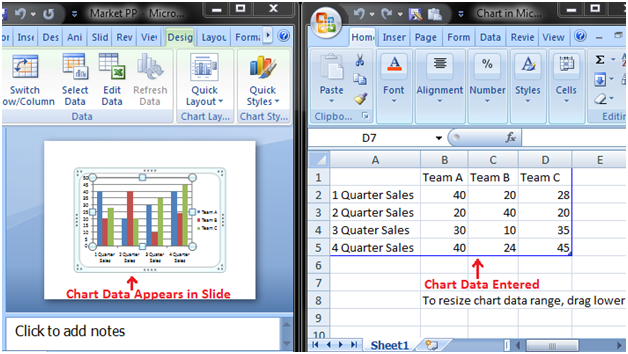 Market PP - Micro...
Inse Des Ani Slid Rev Viev Desig Layou Forma
Switch Row/Column
Select Data
Edit Data
Refresh Data
Quick Layout
Quick Styles
Data
Chart Lay...
Chart Sty...
50
45
40
35
30
25
20
15
10
5
0
1 Quarter Sales
2 Quarter Sales
3 Quater Sales
4 Quarter Sales
Team A
Team B
Team C
Chart Data Appears in Slide
Click to add notes
Chart in Mic...
Hom Inser Page Form Data Revie View
Paste
Font
Alignment
Number
Styles
Cells
Clipbo...
Editin
D7
fx
A B C D E
1 Team A Team B Team C
2 1 Quarter Sales 40 20 28
3 2 Quarter Sales 20 40 20
4 3 Quater Sales 30 10 35
5 4 Quarter Sales 40 24 45
6
7 Chart Data Entered
8 To resize chart data range, drag lower
9
10
Sheet1